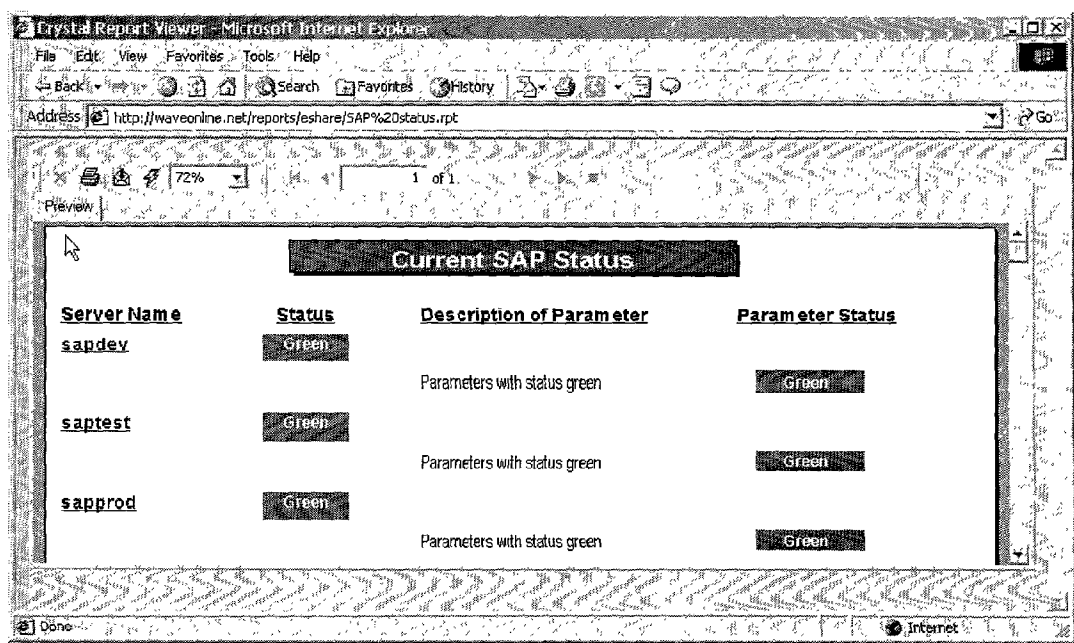 Crystal Report Viewer - Microsoft Internet Explorer
File Edit View Favorites Tools Help
Back Search Favorites History
Address http://waveonline.net/reports/eshare/SAP%20status.rpt Go
72% 1 of 1
Preview
Current SAP Status
Server Name Status Description of Parameter Parameter Status
sapdev Green
Parameters with status green Green
saptest Green
Parameters with status green Green
sapprod Green
Parameters with status green Green
Done Internet